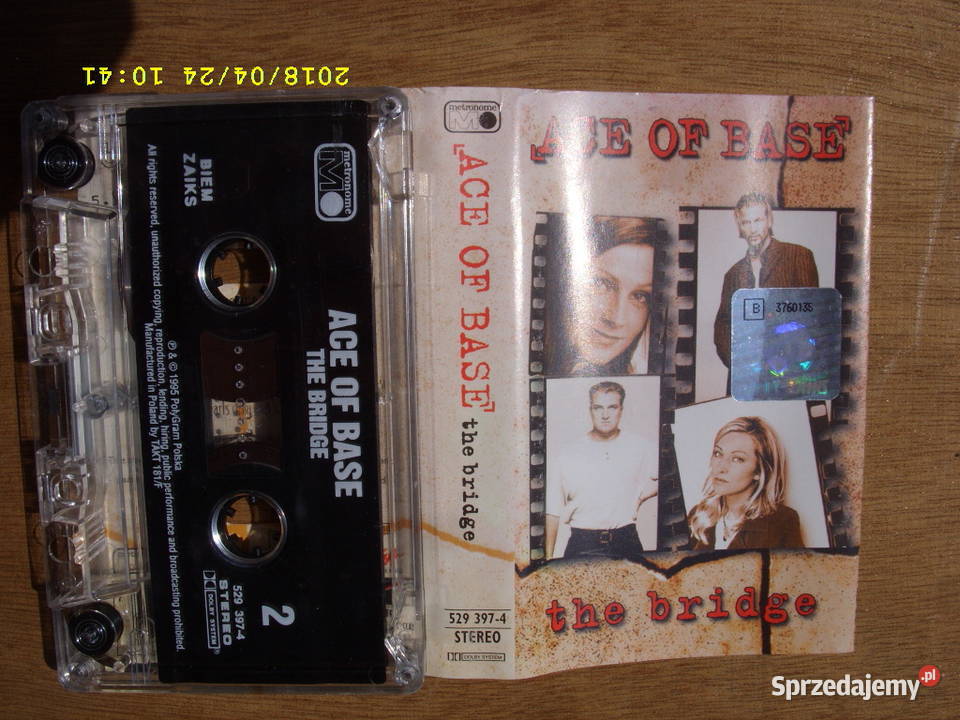 2018/04/24 10:41
metronome
M
BIEM
ZAIKS
ACE OF BASE
THE BRIDGE
2
529 397-4
STEREO
DOLBY SYSTEM
℗ & © 1995 PolyGram Polska
All rights reserved, unauthorized copying, reproduction, lending, hiring, public performance and broadcasting prohibited.
Manufactured in Poland by TAKT 181/F
metronome
M
ACE OF BASE the bridge
529 397-4
STEREO
DOLBY SYSTEM
ACE OF BASE
B 3760135
the bridge
Sprzedajemy.pl